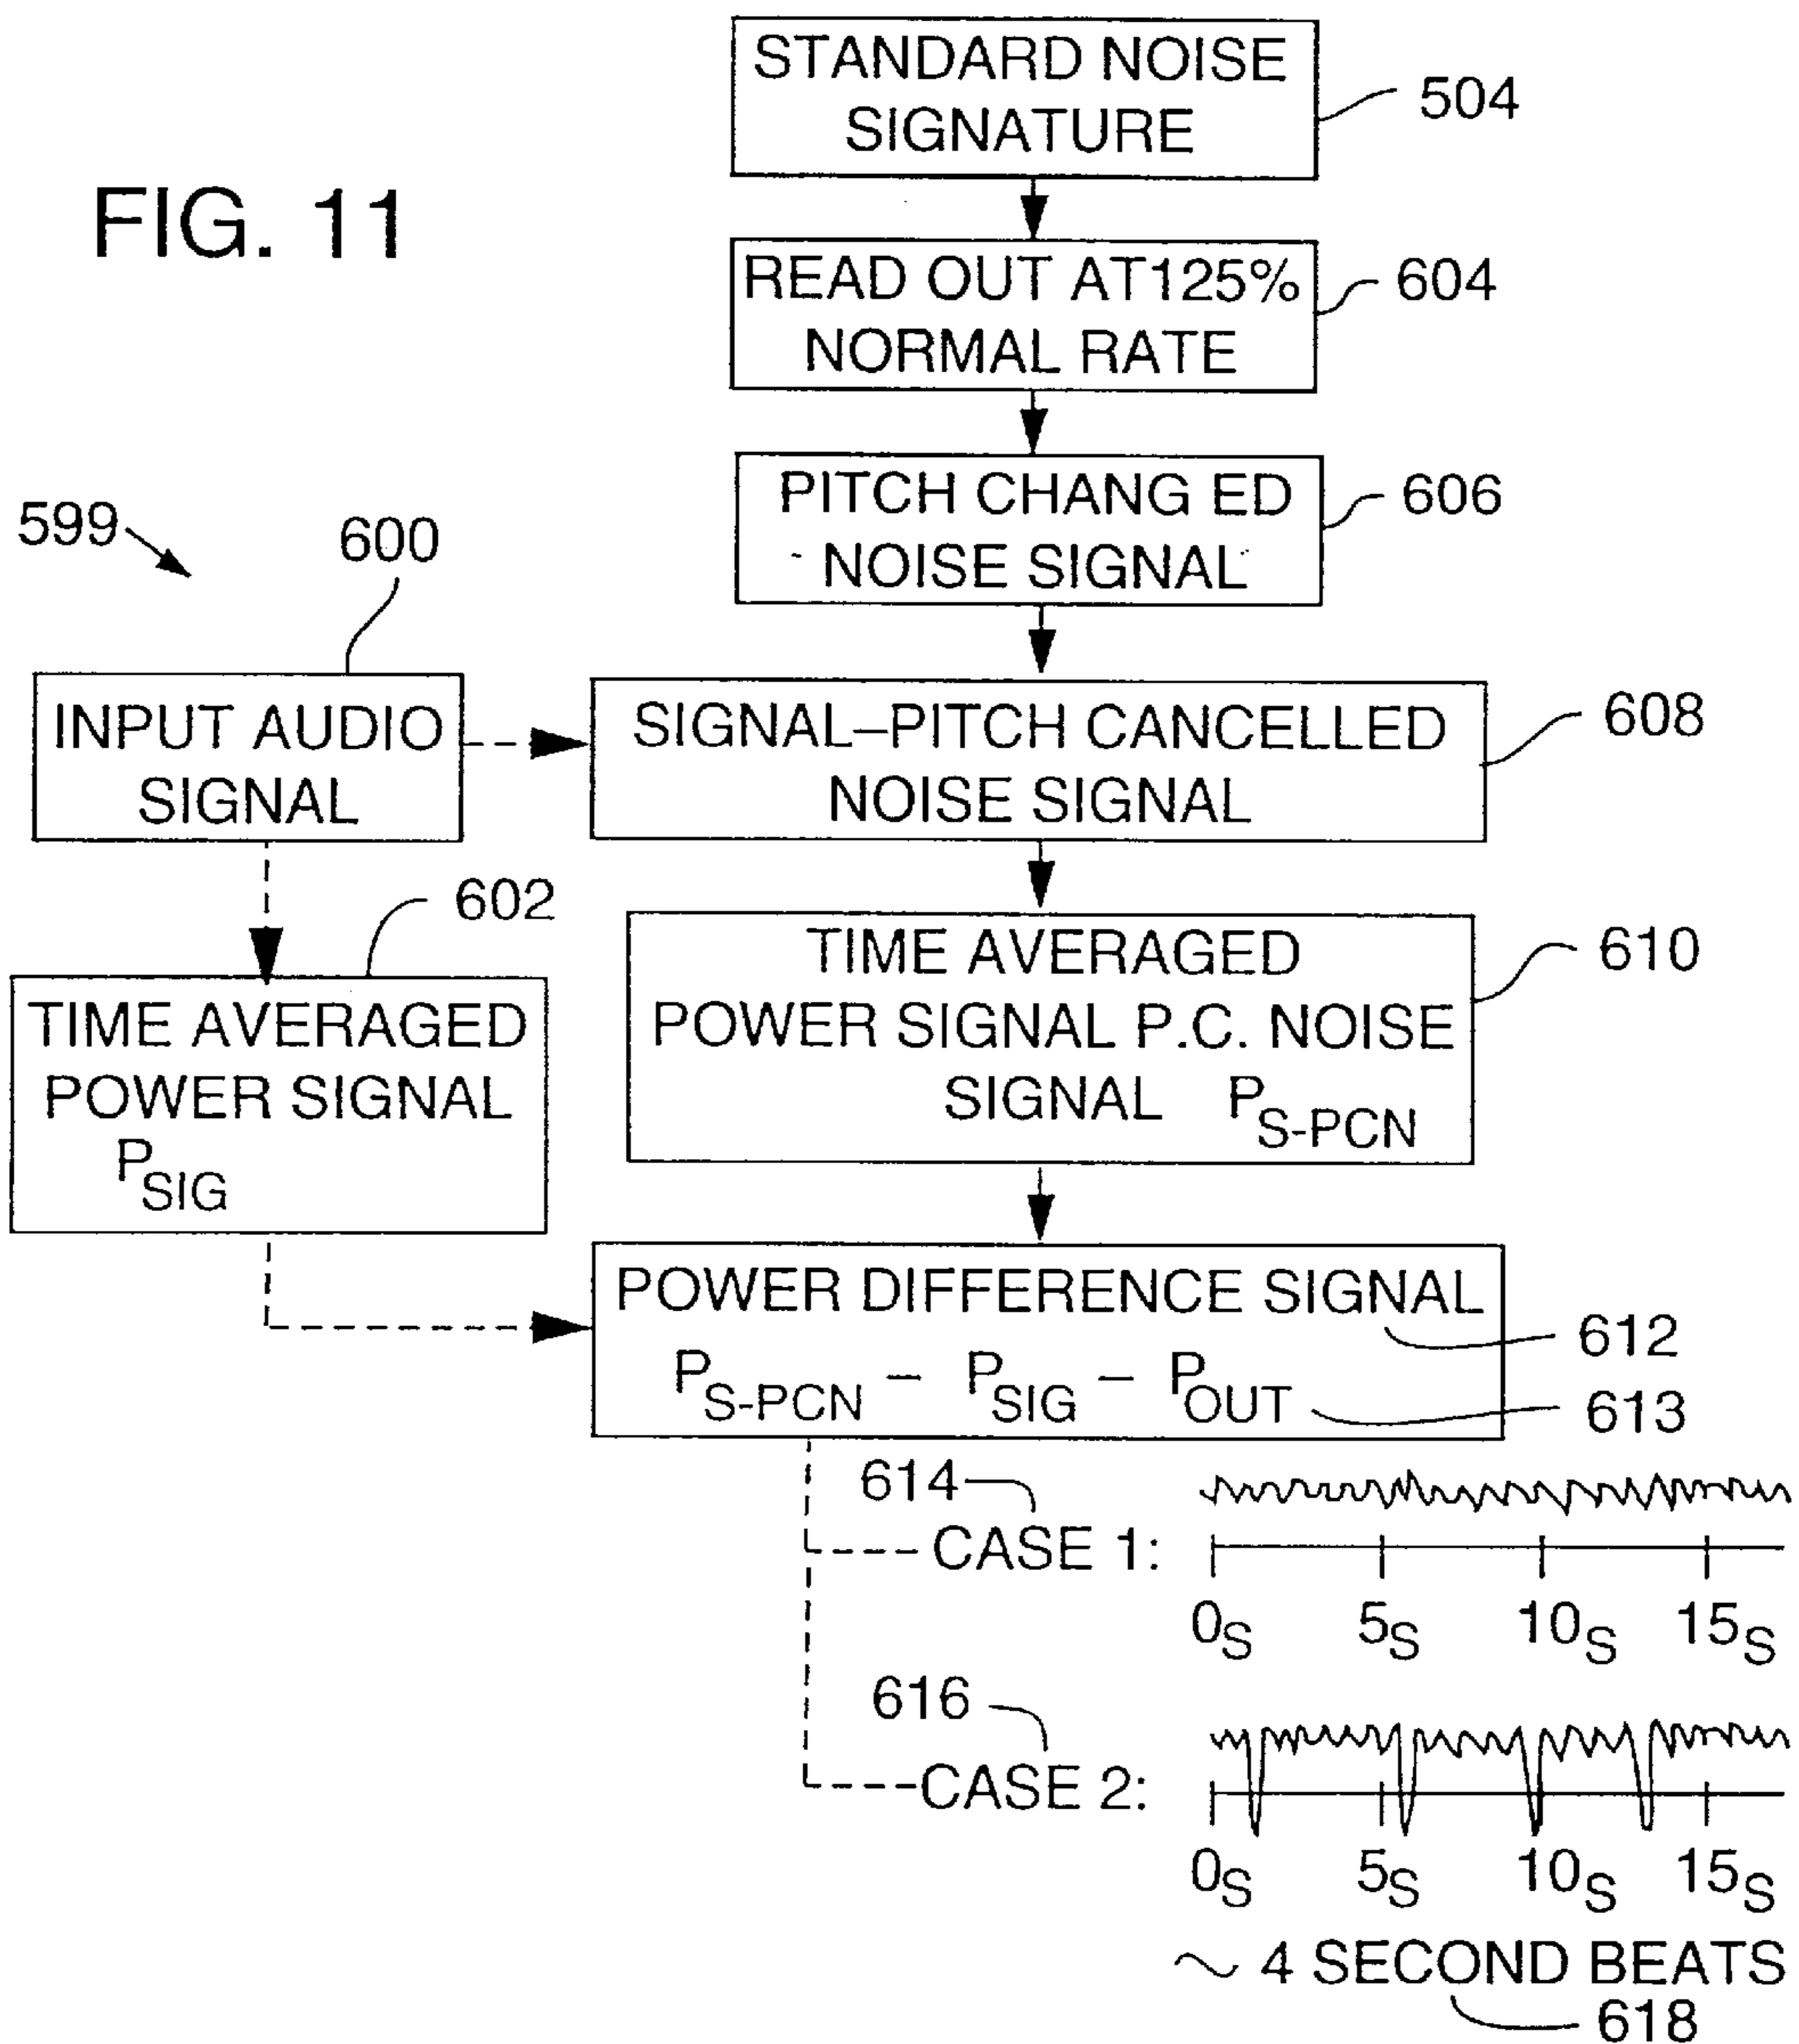 FIG. 11
STANDARD NOISE
SIGNATURE
504
READ OUT AT125%
NORMAL RATE
604
PITCH CHANG ED
NOISE SIGNAL
606
599
600
INPUT AUDIO
SIGNAL
SIGNAL–PITCH CANCELLED
NOISE SIGNAL
608
602
TIME AVERAGED
POWER SIGNAL
PSIG
TIME AVERAGED
POWER SIGNAL P.C. NOISE
SIGNAL PS-PCN
610
POWER DIFFERENCE SIGNAL
612
PS-PCN – PSIG – POUT
613
614
CASE 1:
0S 5S 10S 15S
616
CASE 2:
0S 5S 10S 15S
~ 4 SECOND BEATS
618